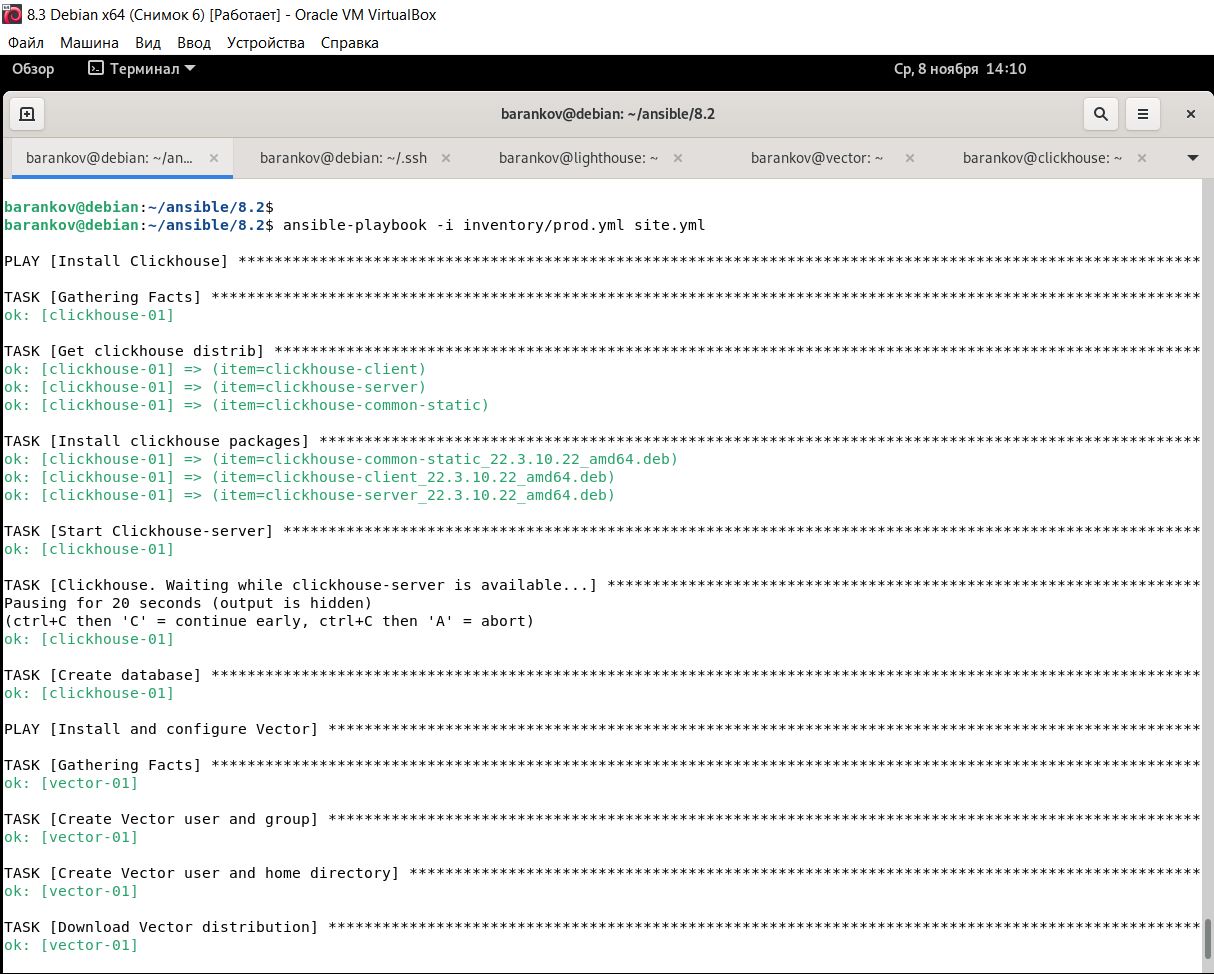 8.3 Debian x64 (Снимок 6) [Работает] - Oracle VM VirtualBox
Файл Машина Вид Ввод Устройства Справка
Обзор Терминал Ср, 8 ноября 14:10
barankov@debian: ~/ansible/8.2
barankov@debian: ~/an... barankov@debian: ~/.ssh barankov@lighthouse: ~ barankov@vector: ~ barankov@clickhouse: ~
barankov@debian:~/ansible/8.2$
barankov@debian:~/ansible/8.2$ ansible-playbook -i inventory/prod.yml site.yml
PLAY [Install Clickhouse] ***********************************************************************************************************
TASK [Gathering Facts] **************************************************************************************************************
ok: [clickhouse-01]
TASK [Get clickhouse distrib] *******************************************************************************************************
ok: [clickhouse-01] => (item=clickhouse-client)
ok: [clickhouse-01] => (item=clickhouse-server)
ok: [clickhouse-01] => (item=clickhouse-common-static)
TASK [Install clickhouse packages] **************************************************************************************************
ok: [clickhouse-01] => (item=clickhouse-common-static_22.3.10.22_amd64.deb)
ok: [clickhouse-01] => (item=clickhouse-client_22.3.10.22_amd64.deb)
ok: [clickhouse-01] => (item=clickhouse-server_22.3.10.22_amd64.deb)
TASK [Start Clickhouse-server] ******************************************************************************************************
ok: [clickhouse-01]
TASK [Clickhouse. Waiting while clickhouse-server is available...] ******************************************************************
Pausing for 20 seconds (output is hidden)
(ctrl+C then 'C' = continue early, ctrl+C then 'A' = abort)
ok: [clickhouse-01]
TASK [Create database] **************************************************************************************************************
ok: [clickhouse-01]
PLAY [Install and configure Vector] *************************************************************************************************
TASK [Gathering Facts] **************************************************************************************************************
ok: [vector-01]
TASK [Create Vector user and group] *************************************************************************************************
ok: [vector-01]
TASK [Create Vector user and home directory] ****************************************************************************************
ok: [vector-01]
TASK [Download Vector distribution] *************************************************************************************************
ok: [vector-01]